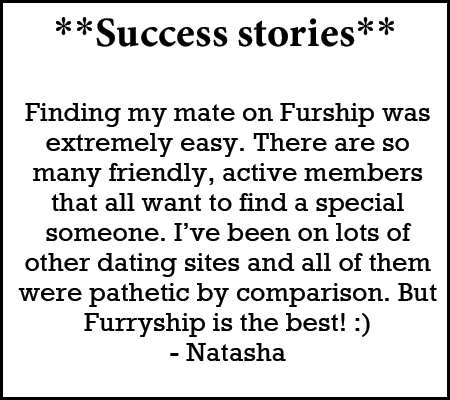 **Success stories**
Finding my mate on Furship was
extremely easy. There are so
many friendly, active members
that all want to find a special
someone. I've been on lots of
other dating sites and all of them
were pathetic by comparison. But
Furryship is the best! :)
- Natasha